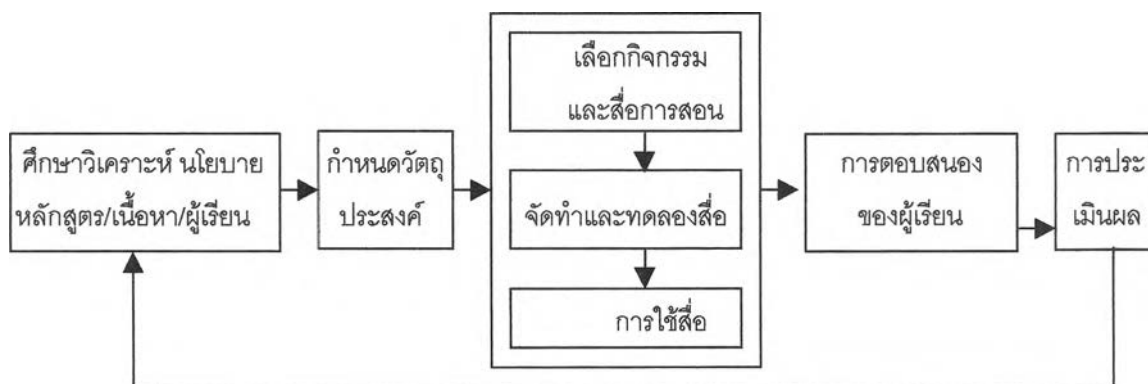 ศึกษาวิเคราะห์ นโยบาย
หลักสูตร/เนื้อหา/ผู้เรียน
กำหนดวัตถุ
ประสงค์
เลือกกิจกรรม
และสื่อการสอน
จัดทำและทดลองสื่อ
การใช้สื่อ
การตอบสนอง
ของผู้เรียน
การประ
เมินผล